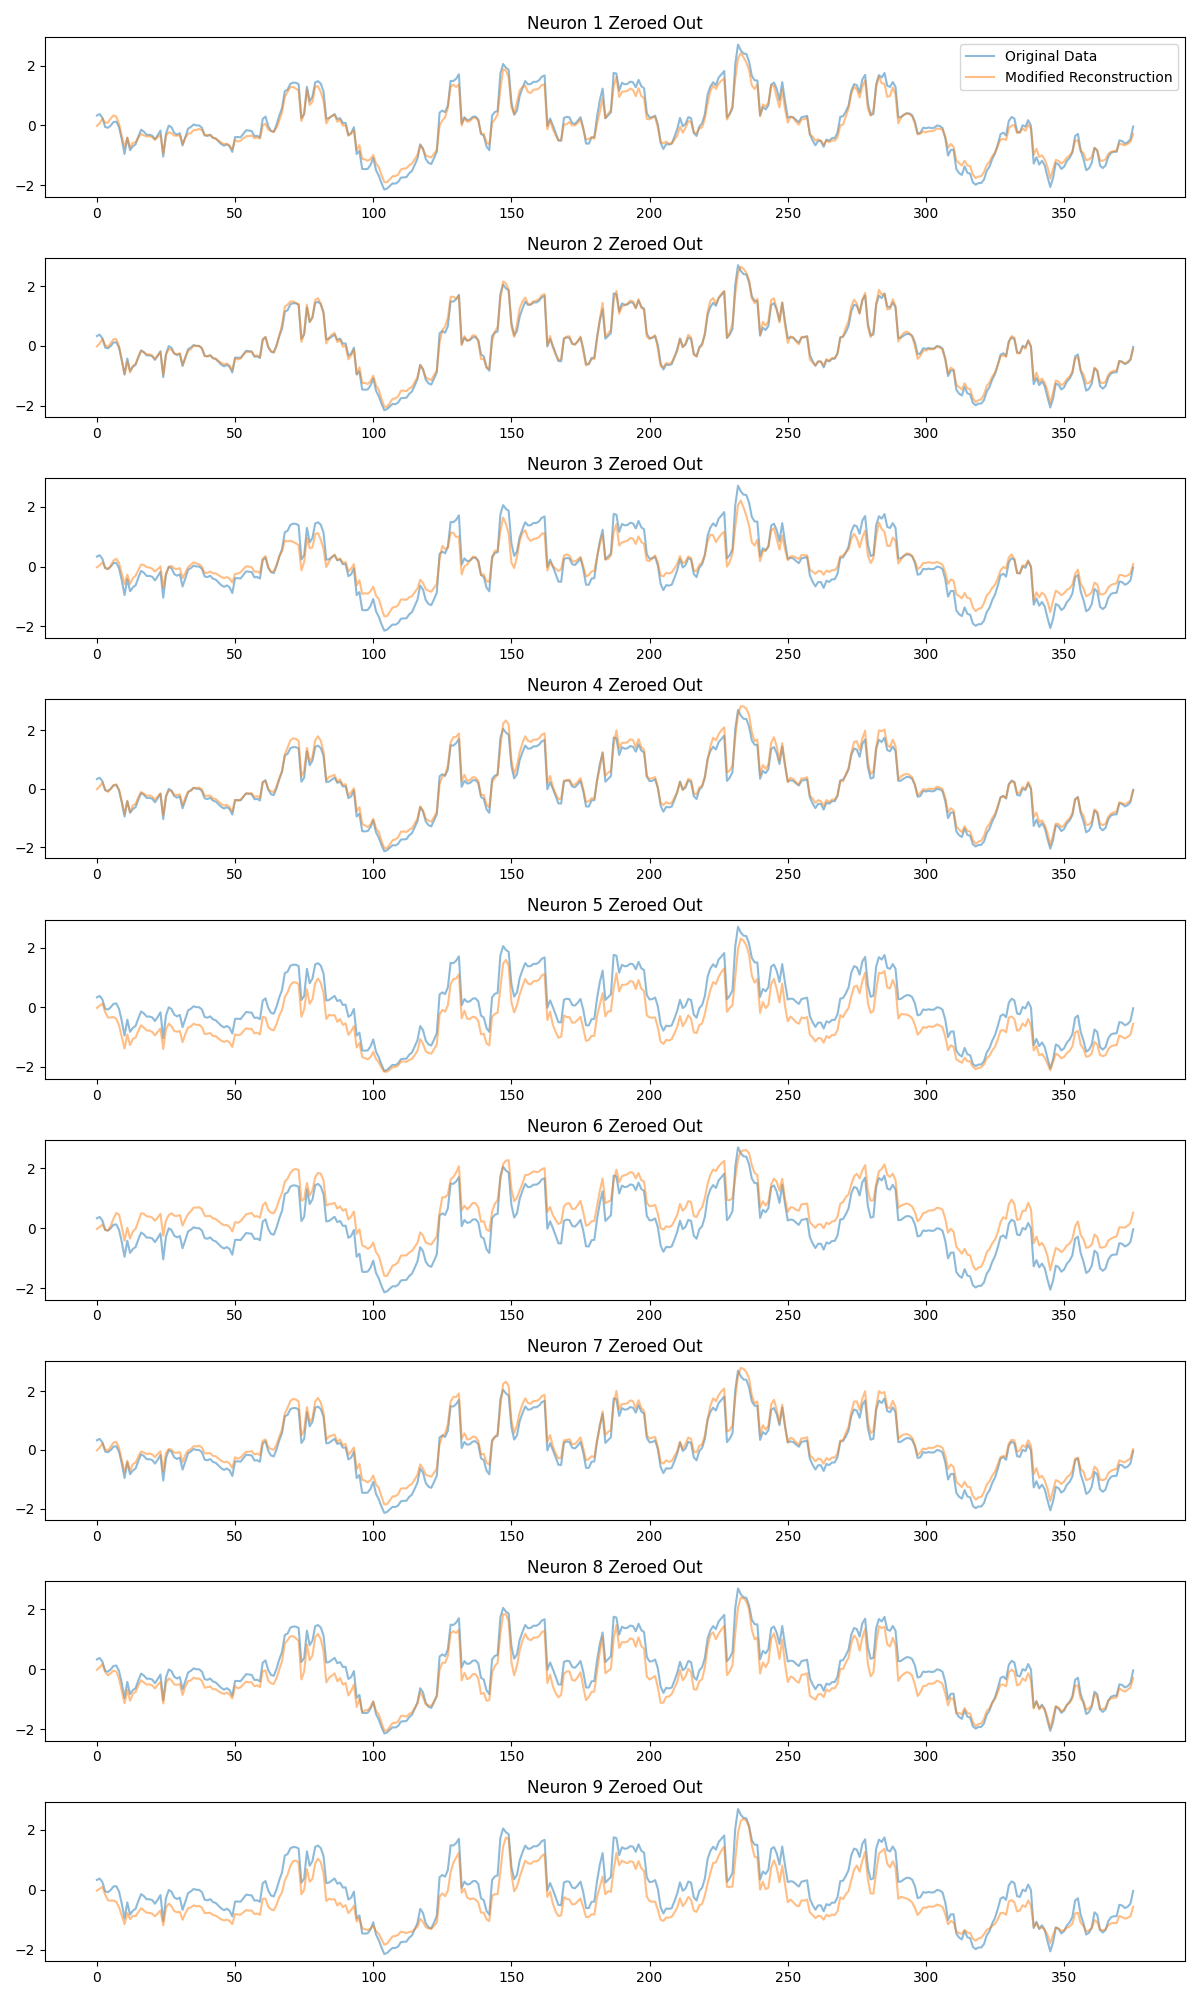 Neuron 1 Zeroed Out
Original Data
Modified Reconstruction
2
0
−2
0 50 100 150 200 250 300 350
Neuron 2 Zeroed Out
2
0
−2
0 50 100 150 200 250 300 350
Neuron 3 Zeroed Out
2
0
−2
0 50 100 150 200 250 300 350
Neuron 4 Zeroed Out
2
0
−2
0 50 100 150 200 250 300 350
Neuron 5 Zeroed Out
2
0
−2
0 50 100 150 200 250 300 350
Neuron 6 Zeroed Out
2
0
−2
0 50 100 150 200 250 300 350
Neuron 7 Zeroed Out
2
0
−2
0 50 100 150 200 250 300 350
Neuron 8 Zeroed Out
2
0
−2
0 50 100 150 200 250 300 350
Neuron 9 Zeroed Out
2
0
−2
0 50 100 150 200 250 300 350